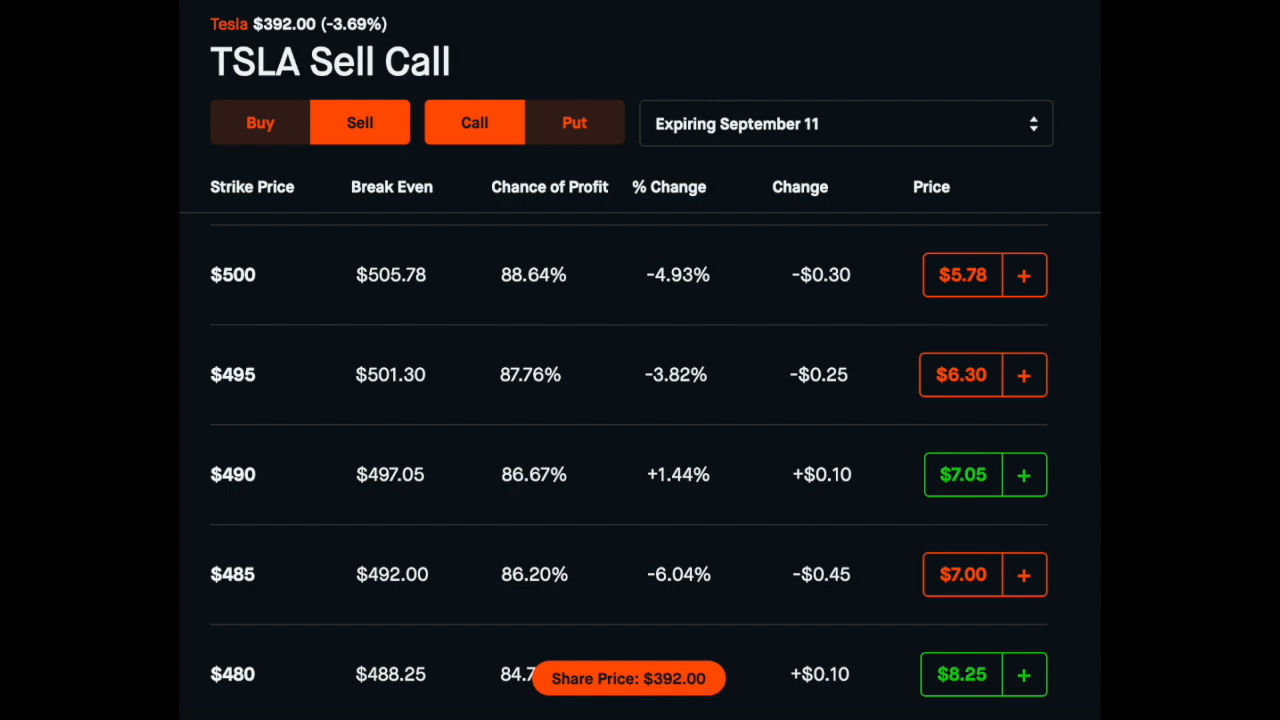 Tesla $392.00 (-3.69%)
TSLA Sell Call
Buy Sell Call Put Expiring September 11
Strike Price Break Even Chance of Profit % Change Change Price
$500 $505.78 88.64% -4.93% -$0.30 $5.78 +
$495 $501.30 87.76% -3.82% -$0.25 $6.30 +
$490 $497.05 86.67% +1.44% +$0.10 $7.05 +
$485 $492.00 86.20% -6.04% -$0.45 $7.00 +
$480 $488.25 84.7 +$0.10 $8.25 +
Share Price: $392.00